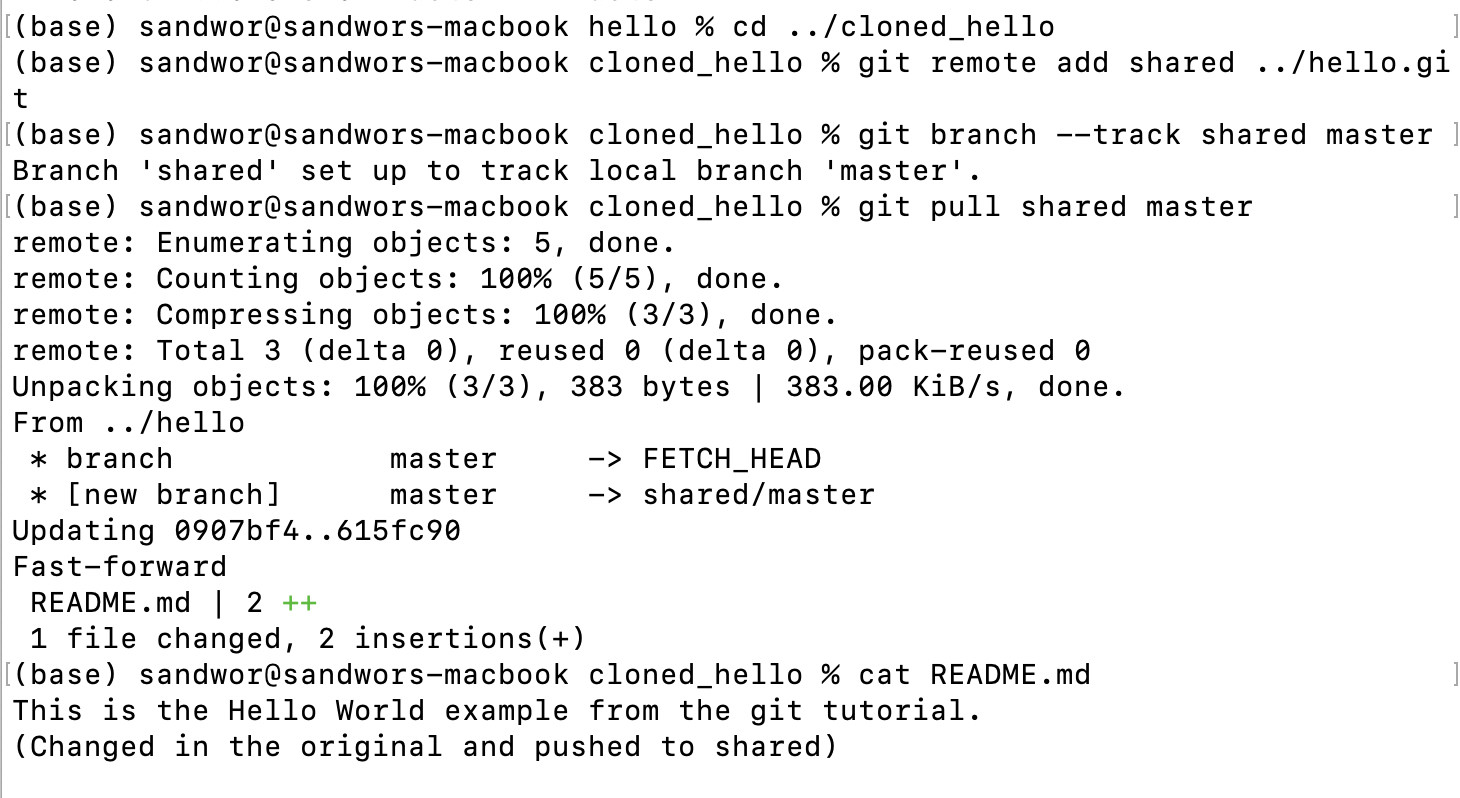 [(base) sandwor@sandwors-macbook hello % cd ../cloned_hello ]
(base) sandwor@sandwors-macbook cloned_hello % git remote add shared ../hello.gi
t
[(base) sandwor@sandwors-macbook cloned_hello % git branch --track shared master ]
Branch 'shared' set up to track local branch 'master'.
[(base) sandwor@sandwors-macbook cloned_hello % git pull shared master ]
remote: Enumerating objects: 5, done.
remote: Counting objects: 100% (5/5), done.
remote: Compressing objects: 100% (3/3), done.
remote: Total 3 (delta 0), reused 0 (delta 0), pack-reused 0
Unpacking objects: 100% (3/3), 383 bytes | 383.00 KiB/s, done.
From ../hello
 * branch            master     -> FETCH_HEAD
 * [new branch]      master     -> shared/master
Updating 0907bf4..615fc90
Fast-forward
 README.md | 2 ++
 1 file changed, 2 insertions(+)
[(base) sandwor@sandwors-macbook cloned_hello % cat README.md ]
This is the Hello World example from the git tutorial.
(Changed in the original and pushed to shared)